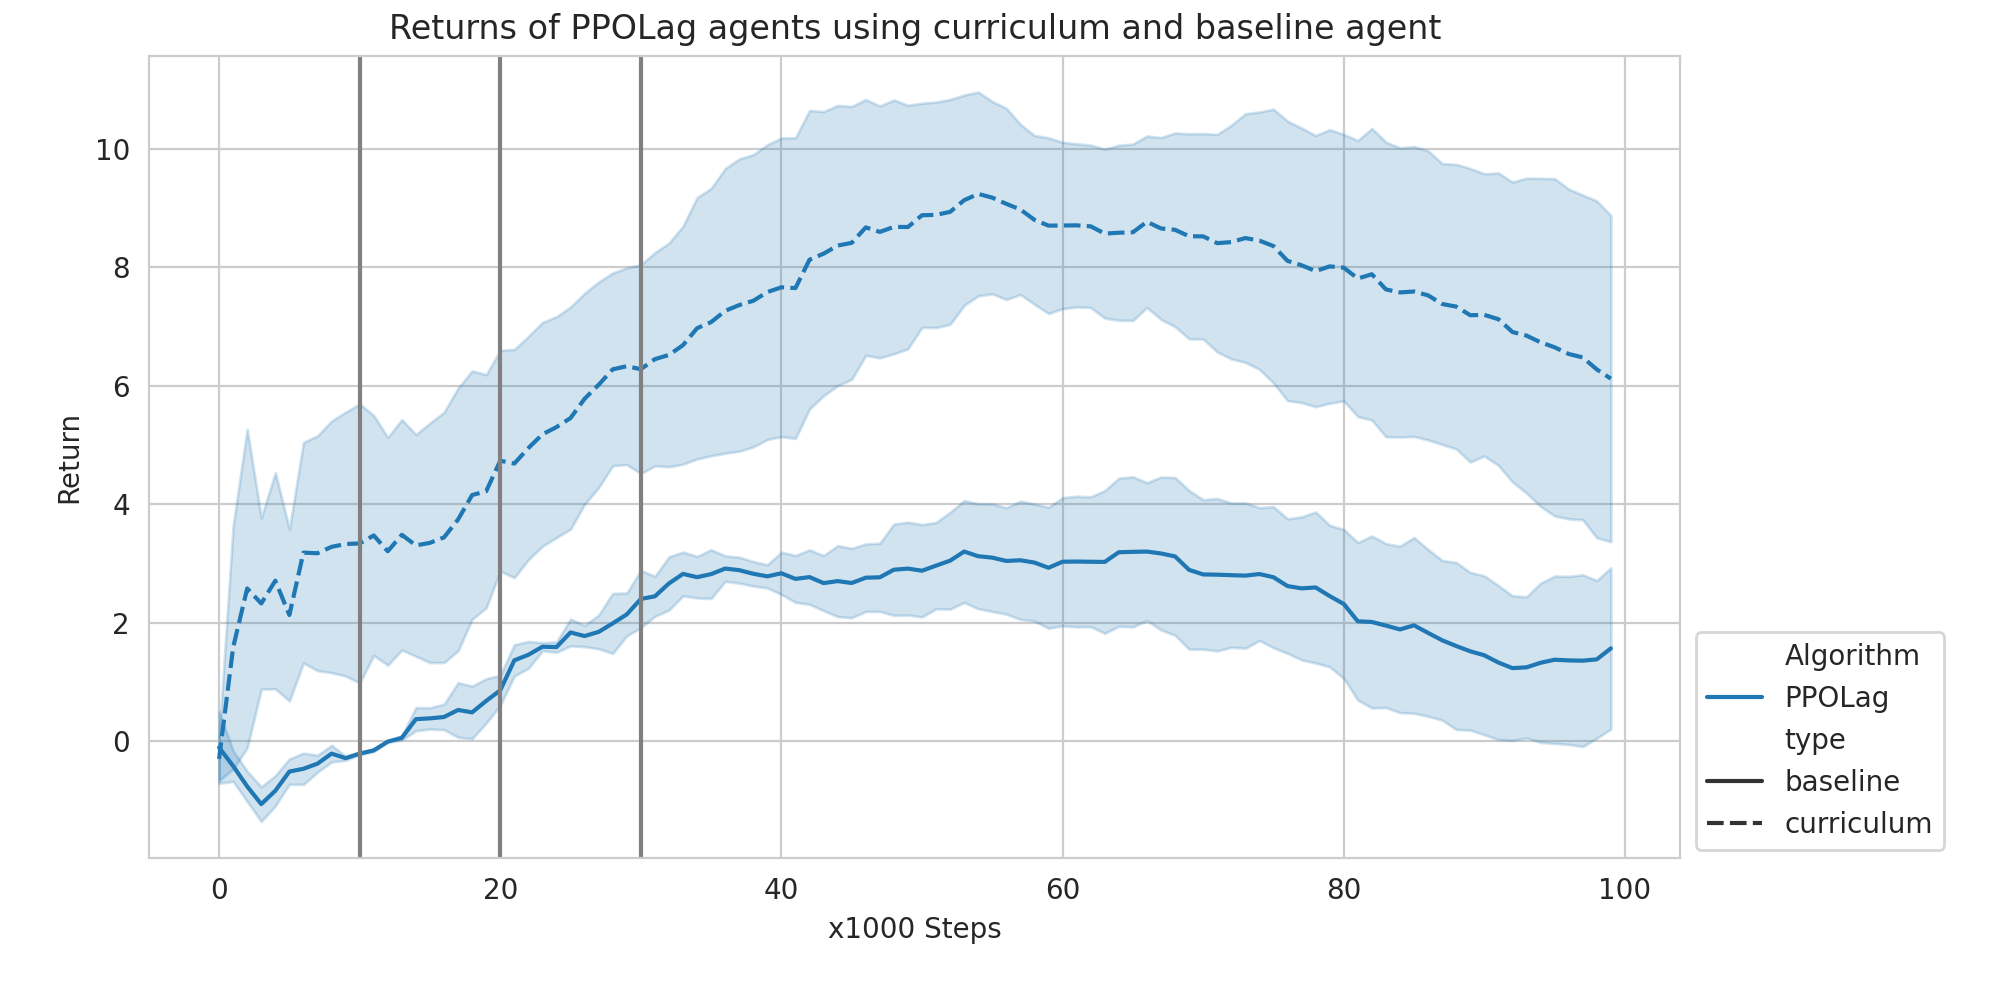 Returns of PPOLag agents using curriculum and baseline agent
10
8
6
4
2
0
Return
0 20 40 60 80 100
x1000 Steps
Algorithm
PPOLag
type
baseline
curriculum